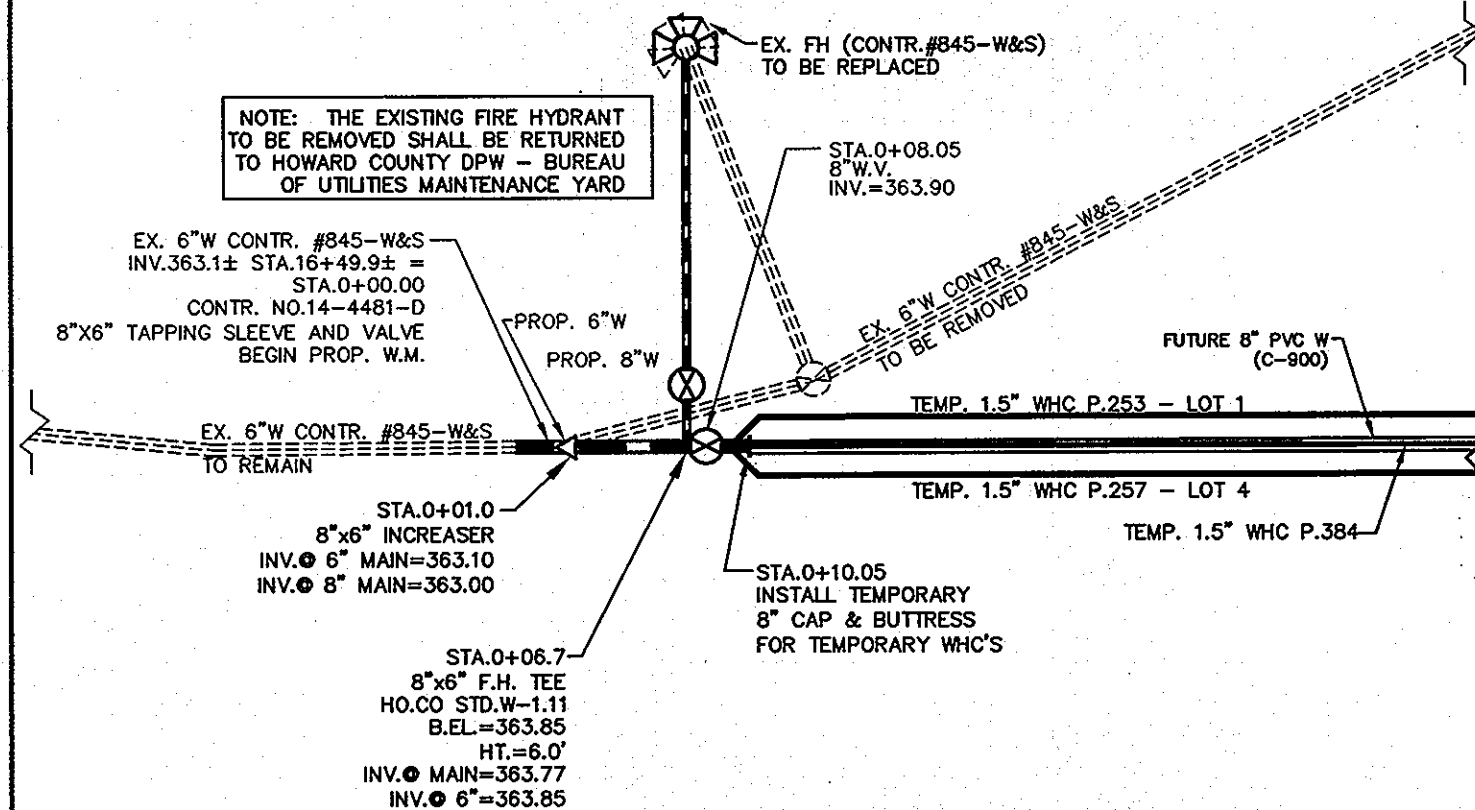 EX. FH (CONTR.#845-W&S)
TO BE REPLACED
NOTE: THE EXISTING FIRE HYDRANT
TO BE REMOVED SHALL BE RETURNED
TO HOWARD COUNTY DPW – BUREAU
OF UTILITIES MAINTENANCE YARD
STA.0+08.05
8"W.V.
INV.=363.90
EX. 6"W CONTR. #845-W&S
INV.363.1± STA.16+49.9± =
STA.0+00.00
CONTR. NO.14-4481-D
8"X6" TAPPING SLEEVE AND VALVE
BEGIN PROP. W.M.
PROP. 6"W
PROP. 8"W
EX. 6"W CONTR. #845-W&S
TO BE REMOVED
FUTURE 8" PVC W
(C-900)
TEMP. 1.5" WHC P.253 – LOT 1
EX. 6"W CONTR. #845-W&S
TO REMAIN
TEMP. 1.5" WHC P.257 – LOT 4
TEMP. 1.5" WHC P.384
STA.0+01.0
8"x6" INCREASER
INV.@ 6" MAIN=363.10
INV.@ 8" MAIN=363.00
STA.0+10.05
INSTALL TEMPORARY
8" CAP & BUTTRESS
FOR TEMPORARY WHC'S
STA.0+06.7
8"x6" F.H. TEE
HO.CO STD.W-1.11
B.EL.=363.85
HT.=6.0'
INV.@ MAIN=363.77
INV.@ 6"=363.85